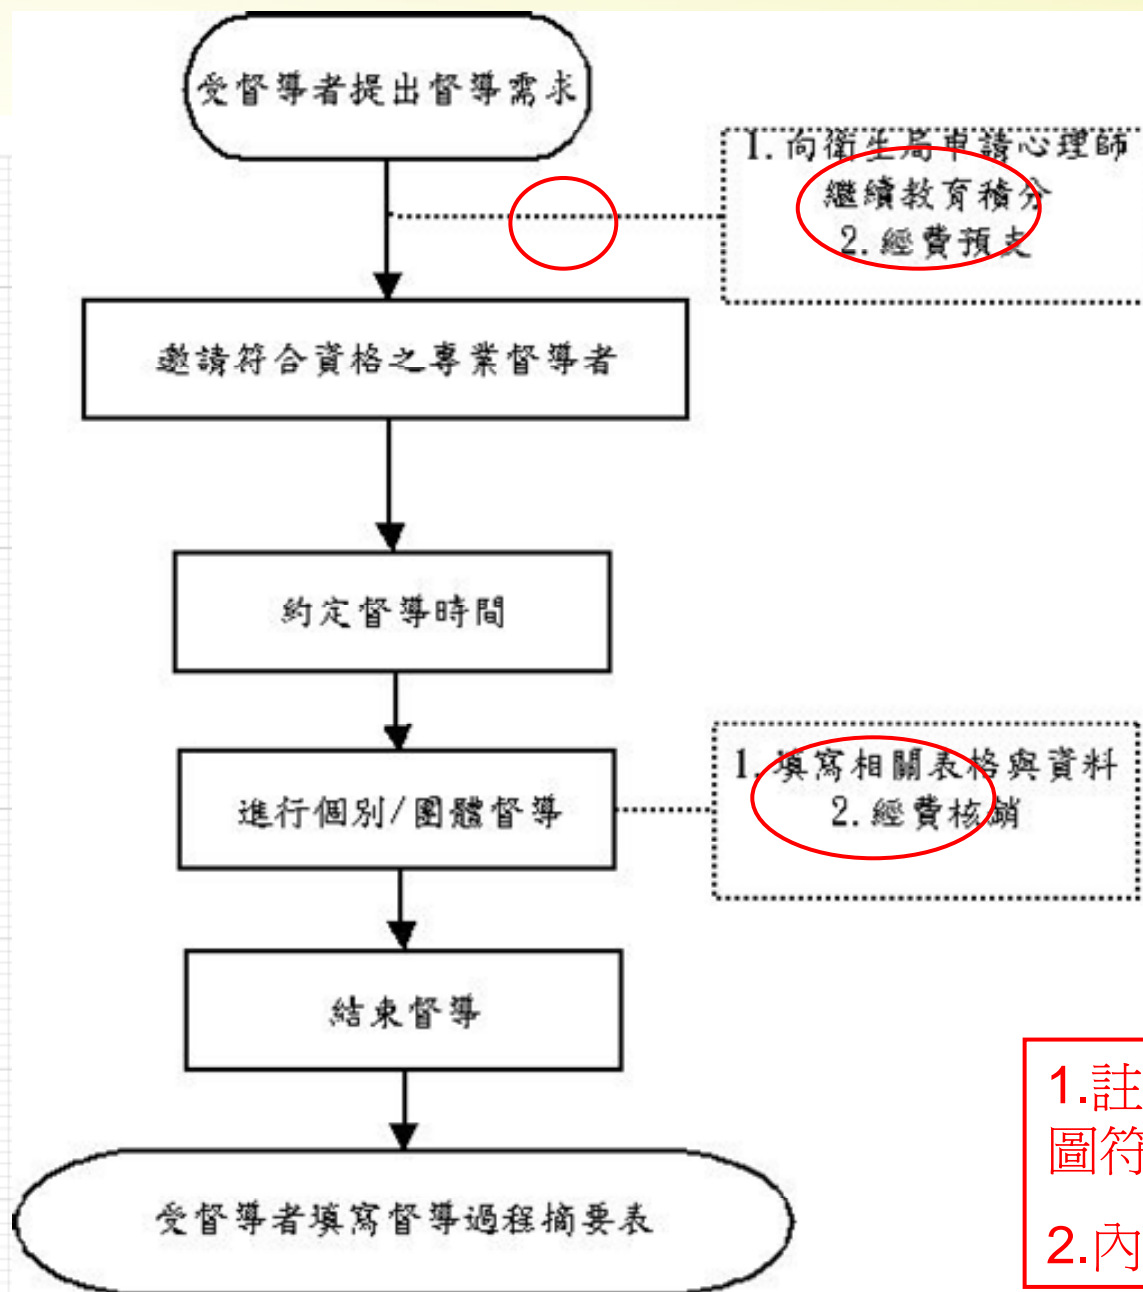 受督導者提出督導需求
1.向衛生局申請心理師
繼續教育積分
2.經費預支
邀請符合資格之專業督導者
約定督導時間
進行個別/團體督導
1.填寫相關表格與資料
2.經費核銷
結束督導
受督導者填寫督導過程摘要表
1.註
圖符
2.內